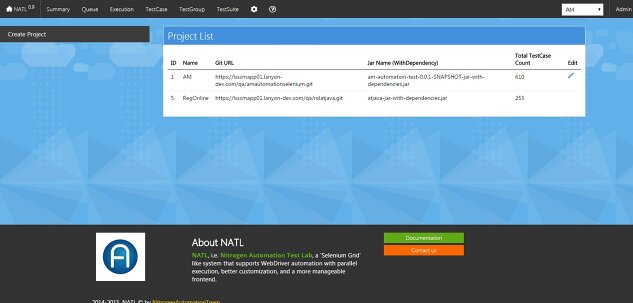 NATL 0.9 Summary Queue Execution TestCase TestGroup TestSuite AM Admin
Create Project
Project List
ID Name Git URL Jar Name (WithDependency) Total TestCase Count Edit
1 AM https://lssomapp01.lanyon-dev.com/qa/amautomationselenium.git am-automation-test-0.0.1-SNAPSHOT-jar-with-dependencies.jar 610
5 RegOnline https://lssomapp01.lanyon-dev.com/qa/rolatjava.git atjava-jar-with-dependencies.jar 253
About NATL
NATL, i.e. Nitrogen Automation Test Lab, a 'Selenium Grid'
like system that supports WebDriver automation with parallel
execution, better customization, and a more manageable
frontend.
Documentation
Contact us
2014-2015, NATL © by NitrogenAutomationTeam